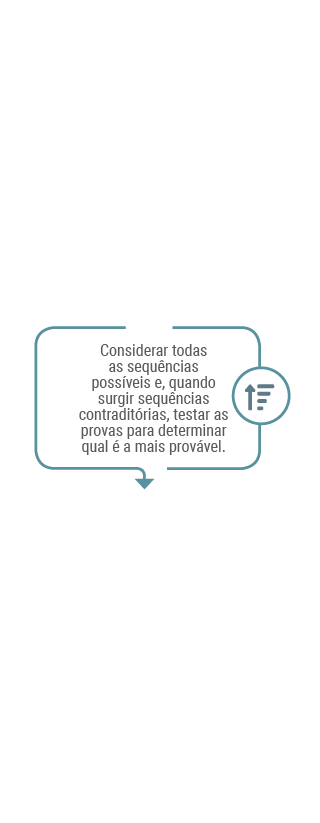 Considerar todas
as sequências
possíveis e, quando
surgir sequências
contraditórias, testar as
provas para determinar
qual é a mais provável.